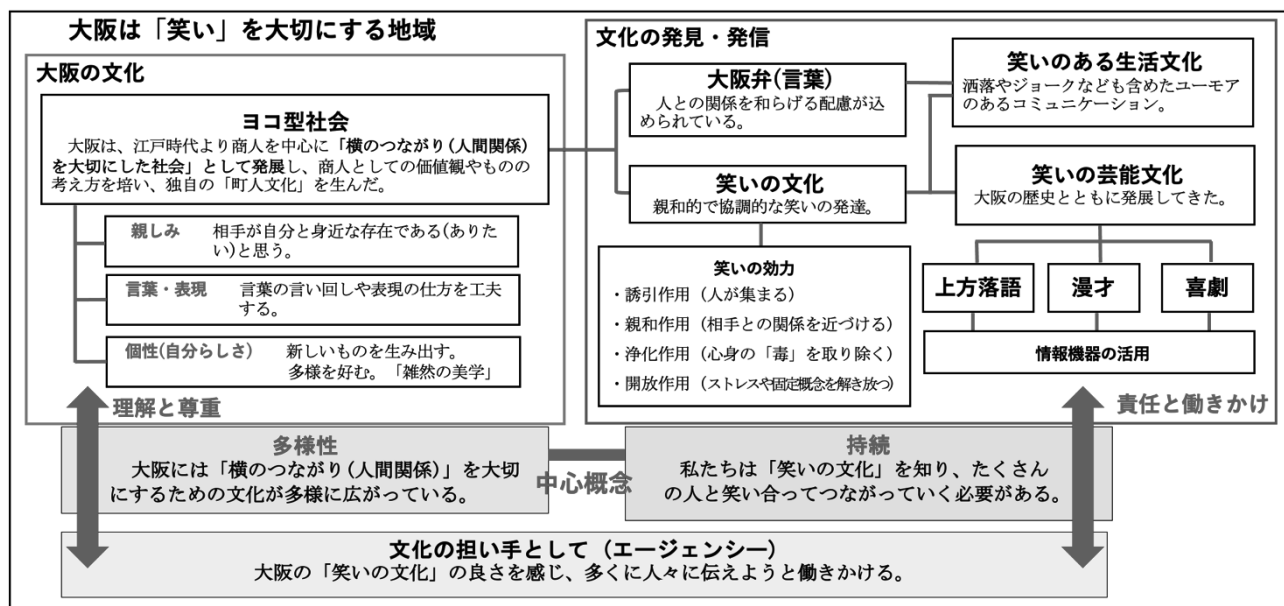 大阪は「笑い」を大切にする地域
大阪の文化
ヨコ型社会
大阪は、江戸時代より商人を中心に「横のつながり(人間関係)
を大切にした社会」として発展し、商人としての価値観やものの
考え方を培い、独自の「町人文化」を生んだ。
親しみ 相手が自分と身近な存在である(ありた
い)と思う。
言葉・表現 言葉の言い回しや表現の仕方を工夫
する。
個性(自分らしさ) 新しいものを生み出す。
多様を好む。「雑然の美学」
文化の発見・発信
大阪弁(言葉)
人との関係を和らげる配慮が込
められている。
笑いの文化
親和的で協調的な笑いの発達。
笑いの効力
・誘引作用（人が集まる）
・親和作用（相手との関係を近づける）
・浄化作用（心身の「毒」を取り除く）
・開放作用（ストレスや固定概念を解き放つ）
笑いのある生活文化
洒落やジョークなども含めたユーモア
のあるコミュニケーション。
笑いの芸能文化
大阪の歴史とともに発展してきた。
上方落語
漫才
喜劇
情報機器の活用
理解と尊重
責任と働きかけ
多様性
大阪には「横のつながり(人間関係)」を大切
にするための文化が多様に広がっている。
中心概念
持続
私たちは「笑いの文化」を知り、たくさん
の人と笑い合ってつながっていく必要がある。
文化の担い手として（エージェンシー）
大阪の「笑いの文化」の良さを感じ、多くに人々に伝えようと働きかける。